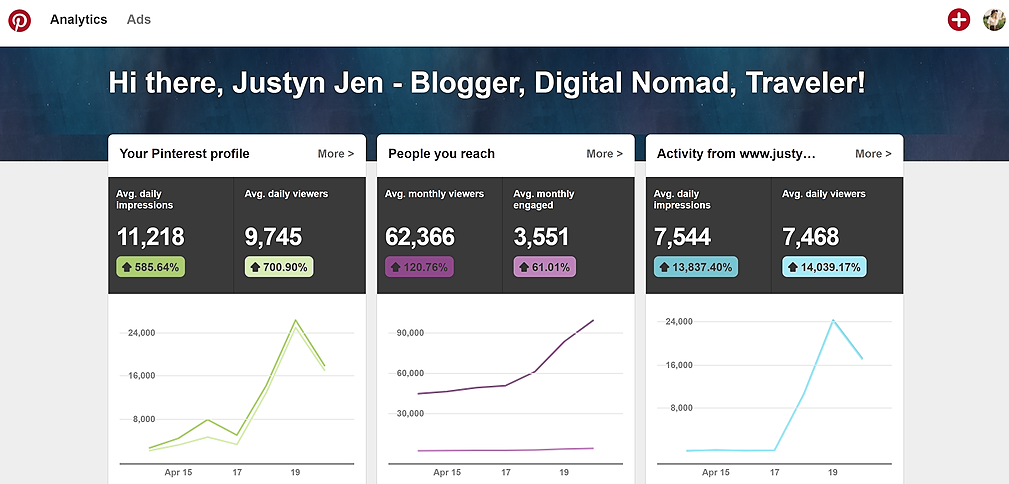 Analytics Ads
Hi there, Justyn Jen - Blogger, Digital Nomad, Traveler!
Your Pinterest profile More >
Avg. daily
impressions
11,218
585.64%
Avg. daily viewers
9,745
700.90%
24,000
16,000
8,000
Apr 15 17 19
People you reach More >
Avg. monthly viewers
62,366
120.76%
Avg. monthly
engaged
3,551
61.01%
90,000
60,000
30,000
Apr 15 17 19
Activity from www.justy... More >
Avg. daily
impressions
7,544
13,837.40%
Avg. daily viewers
7,468
14,039.17%
24,000
16,000
8,000
Apr 15 17 19